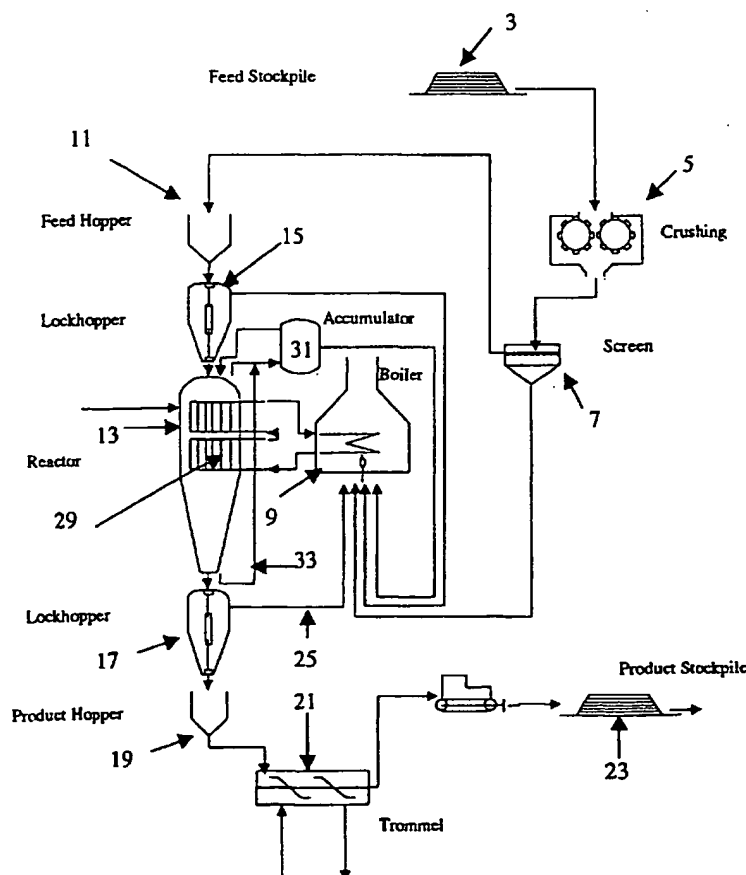 3
Feed Stockpile
11
5
Feed Hopper
Crushing
15
Lockhopper
Accumulator
31
Screen
Boiler
7
13
Reactor
29
9
33
Lockhopper
17
25
Product Stockpile
Product Hopper
21
19
23
Trommel